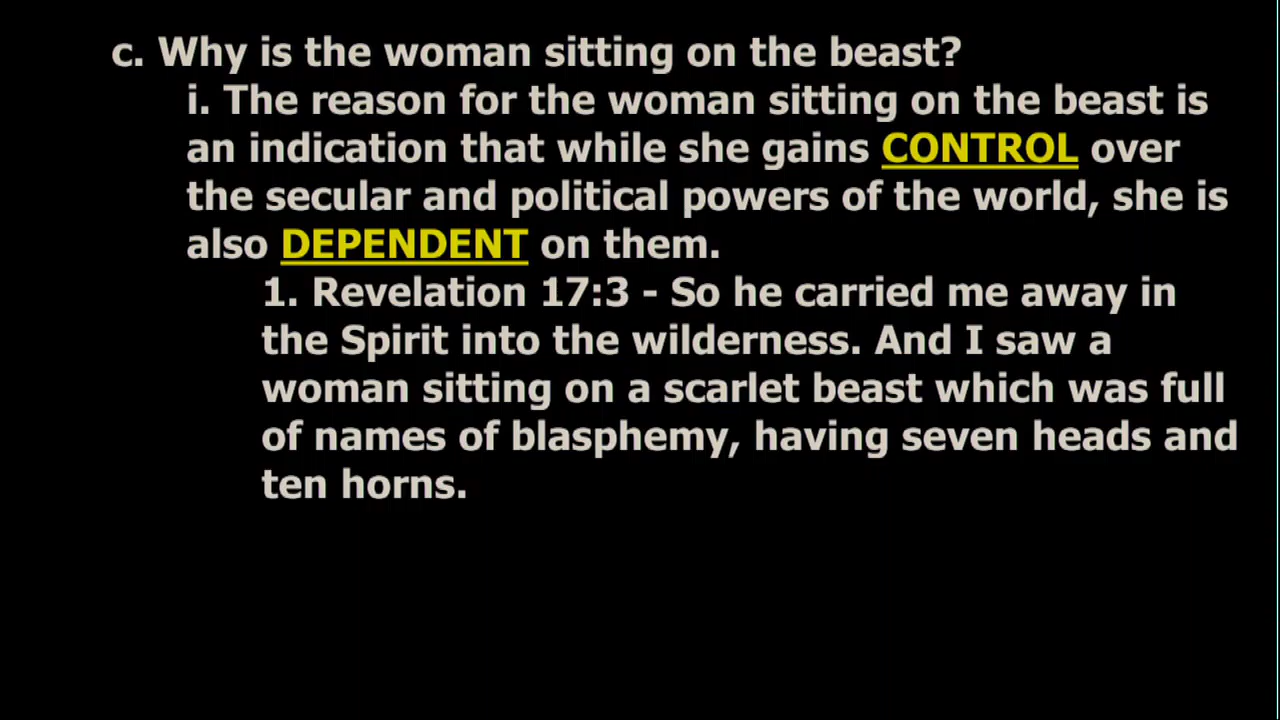 c. Why is the woman sitting on the beast?
i. The reason for the woman sitting on the beast is
an indication that while she gains CONTROL over
the secular and political powers of the world, she is
also DEPENDENT on them.
1. Revelation 17:3 - So he carried me away in
the Spirit into the wilderness. And I saw a
woman sitting on a scarlet beast which was full
of names of blasphemy, having seven heads and
ten horns.